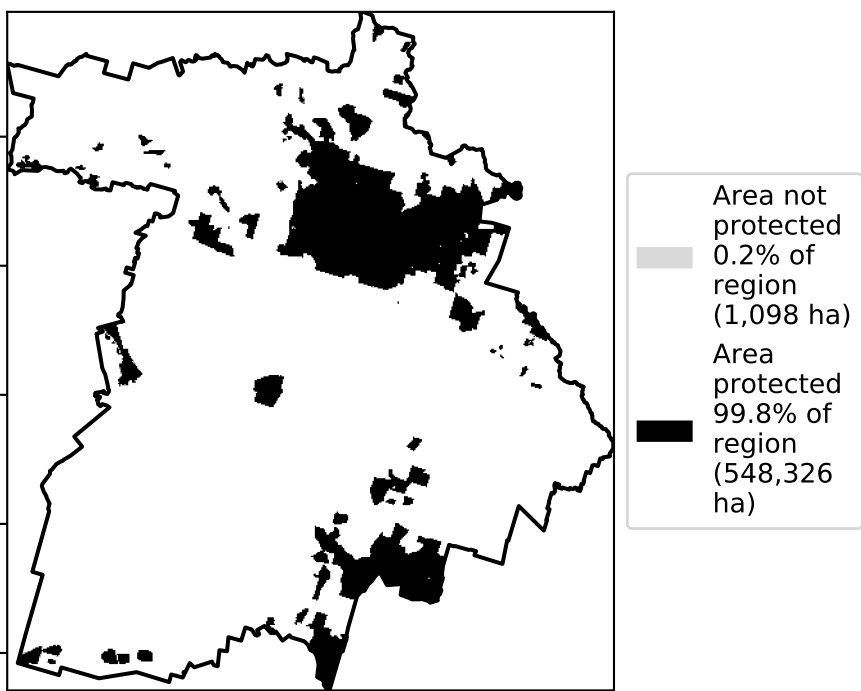 Area not
protected
0.2% of
region
(1,098 ha)
Area
protected
99.8% of
region
(548,326
ha)